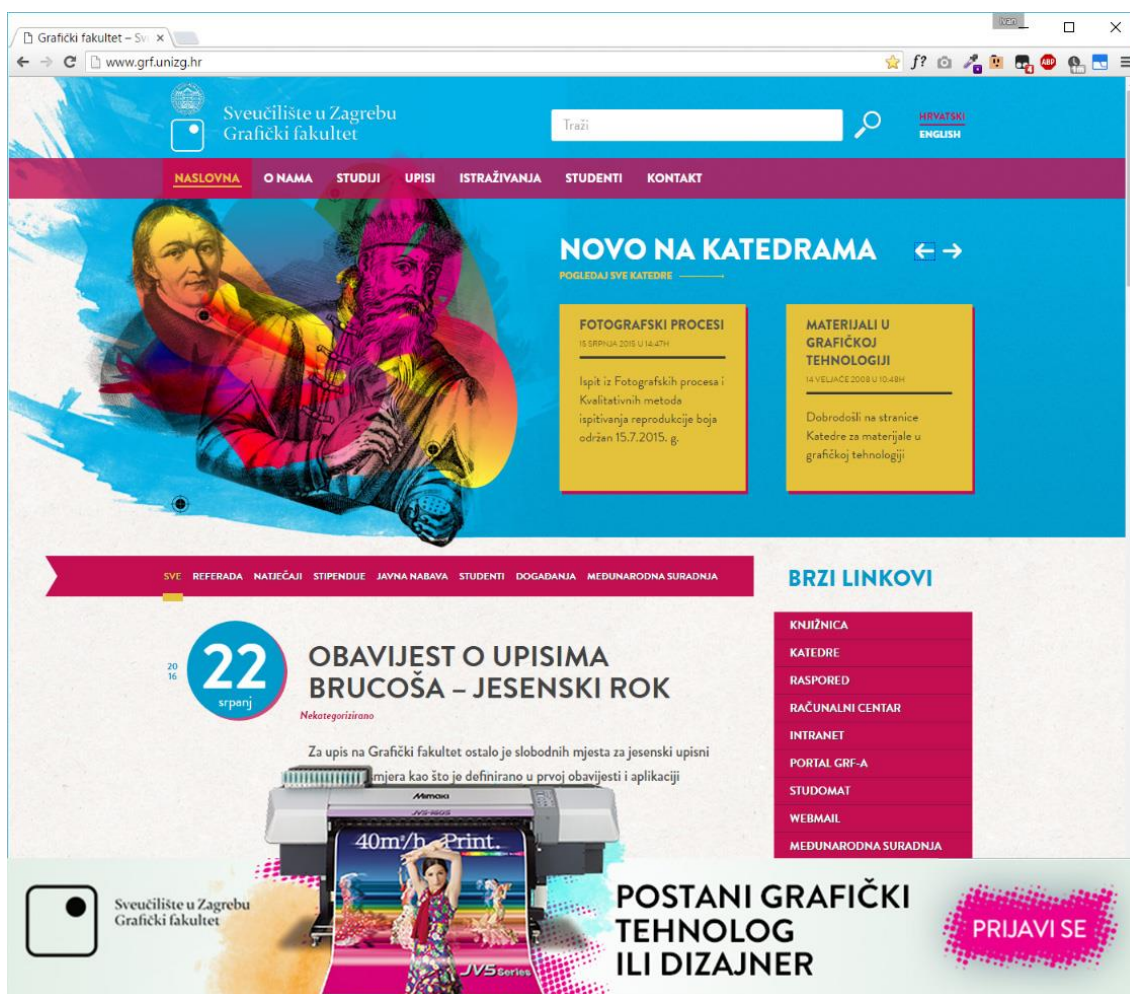 Ivan
Grafički fakultet – Sv
www.grf.unizg.hr
f?
ABP
Sveučilište u Zagrebu
Grafički fakultet
Traži
HRVATSKI
ENGLISH
NASLOVNA O NAMA STUDIJI UPISI ISTRAŽIVANJA STUDENTI KONTAKT
NOVO NA KATEDRAMA
POGLEDAJ SVE KATEDRE
FOTOGRAFSKI PROCESI
15 SRPNJA 2015 U 14:47H
Ispit iz Fotografskih procesa i
Kvalitativnih metoda
ispitivanja reprodukcije boja
održan 15.7.2015. g.
MATERIJALI U
GRAFIČKOJ
TEHNOLOGIJI
14 VELJAČE 2008 U 10:48H
Dobrodošli na stranice
Katedre za materijale u
grafičkoj tehnologiji
SVE REFERADA NATJEČAJI STIPENDIJE JAVNA NABAVA STUDENTI DOGAĐANJA MEĐUNARODNA SURADNJA
20
16
22
srpanj
OBAVIJEST O UPISIMA
BRUCOŠA – JESENSKI ROK
Nekategorizirano
Za upis na Grafički fakultet ostalo je slobodnih mjesta za jesenski upisni
mjera kao što je definirano u prvoj obavijesti i aplikaciji
BRZI LINKOVI
KNJIŽNICA
KATEDRE
RASPORED
RAČUNALNI CENTAR
INTRANET
PORTAL GRF-A
STUDOMAT
WEBMAIL
MEĐUNARODNA SURADNJA
Mimaki
40m²/h Print.
JV5 Series
Sveučilište u Zagrebu
Grafički fakultet
POSTANI GRAFIČKI
TEHNOLOG
ILI DIZAJNER
PRIJAVI SE